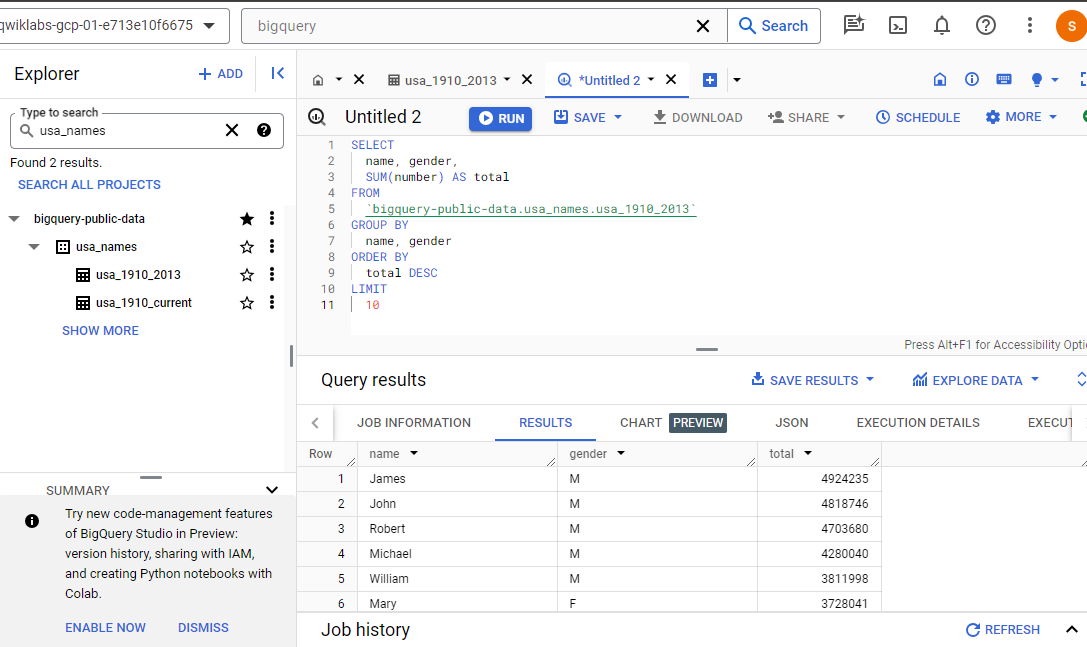 qwiklabs-gcp-01-e713e10f6675
bigquery
Search
S
Explorer
ADD
usa_1910_2013
*Untitled 2
Type to search
usa_names
Found 2 results.
SEARCH ALL PROJECTS
bigquery-public-data
usa_names
usa_1910_2013
usa_1910_current
SHOW MORE
SUMMARY
Try new code-management features
of BigQuery Studio in Preview:
version history, sharing with IAM,
and creating Python notebooks with
Colab.
ENABLE NOW DISMISS
Untitled 2 RUN SAVE DOWNLOAD SHARE SCHEDULE MORE
1 SELECT
2 name, gender,
3 SUM(number) AS total
4 FROM
5 `bigquery-public-data.usa_names.usa_1910_2013`
6 GROUP BY
7 name, gender
8 ORDER BY
9 total DESC
10 LIMIT
11 10
Press Alt+F1 for Accessibility Opti
Query results SAVE RESULTS EXPLORE DATA
JOB INFORMATION RESULTS CHART PREVIEW JSON EXECUTION DETAILS EXECUT
Row name gender total
1 James M 4924235
2 John M 4818746
3 Robert M 4703680
4 Michael M 4280040
5 William M 3811998
6 Mary F 3728041
Job history REFRESH